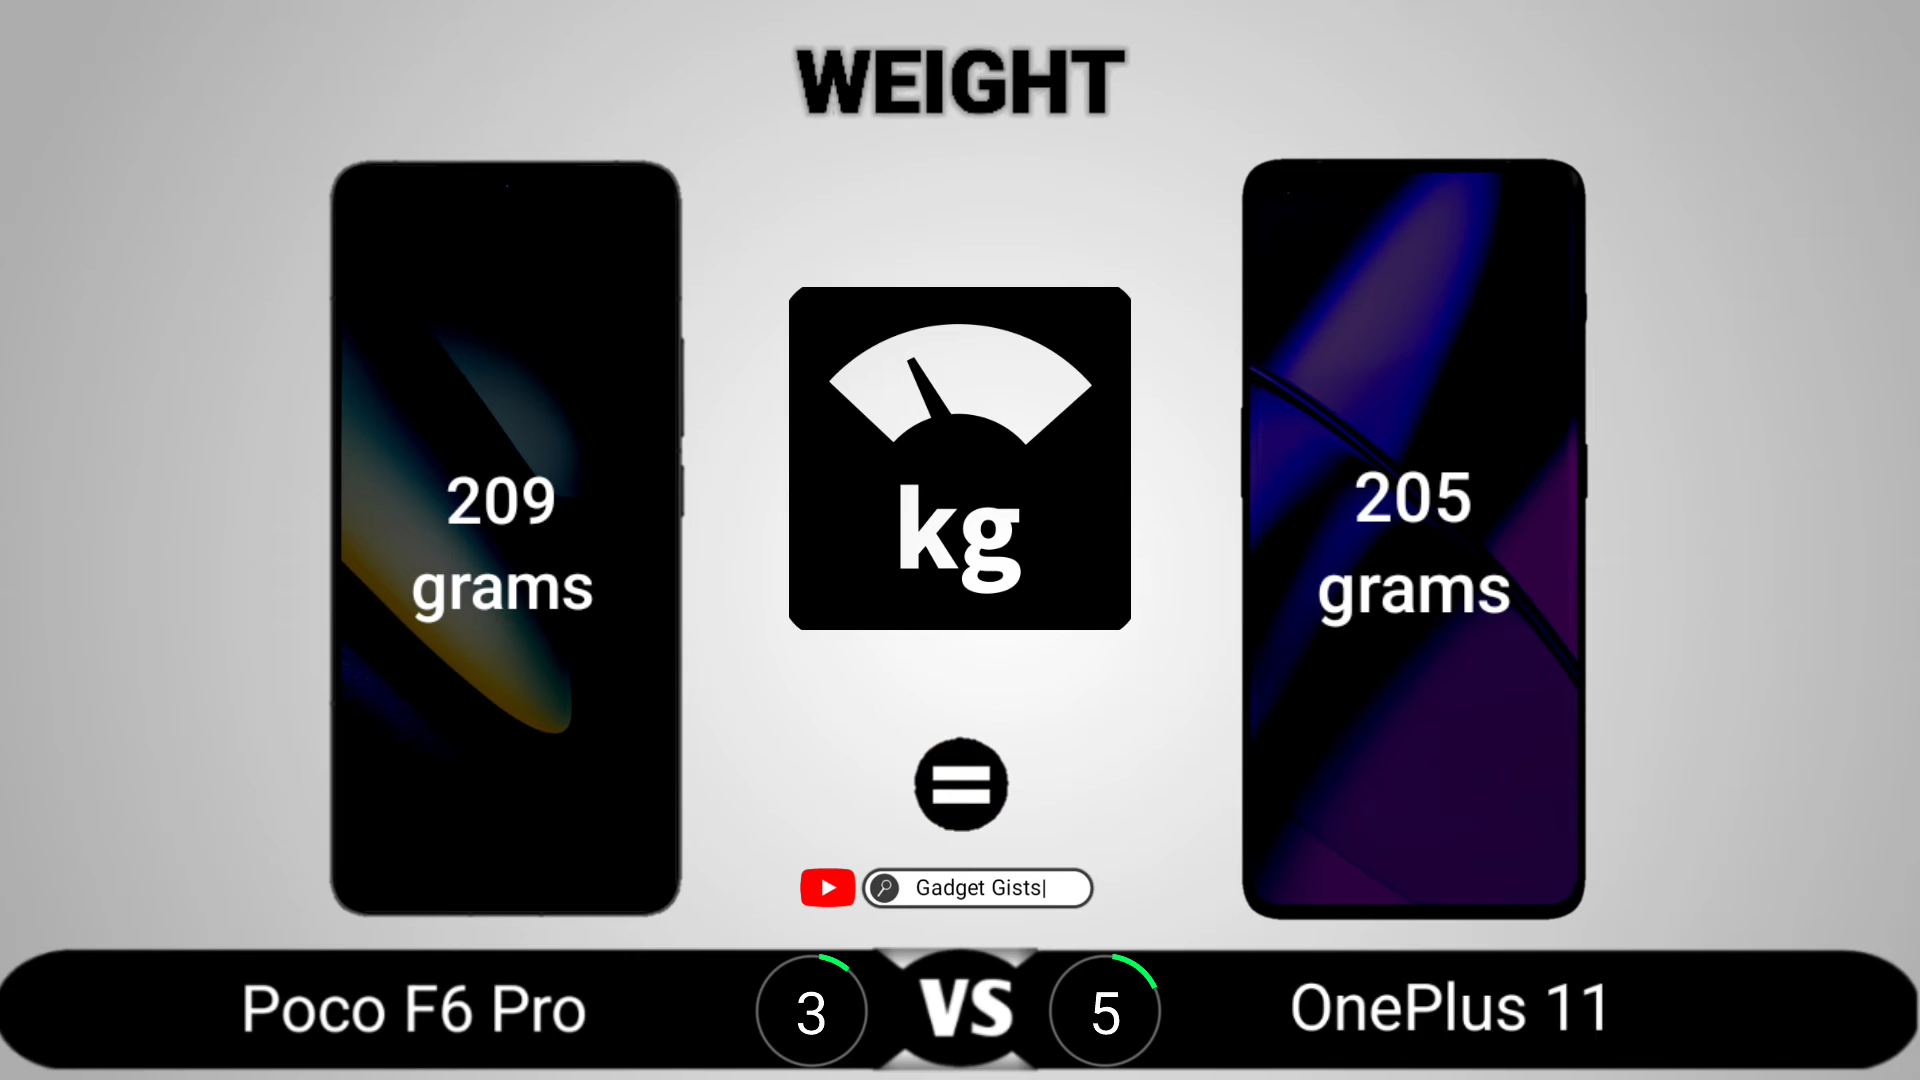 WEIGHT
209
grams
kg
205
grams
Gadget Gists|
Poco F6 Pro
3
VS
5
OnePlus 11